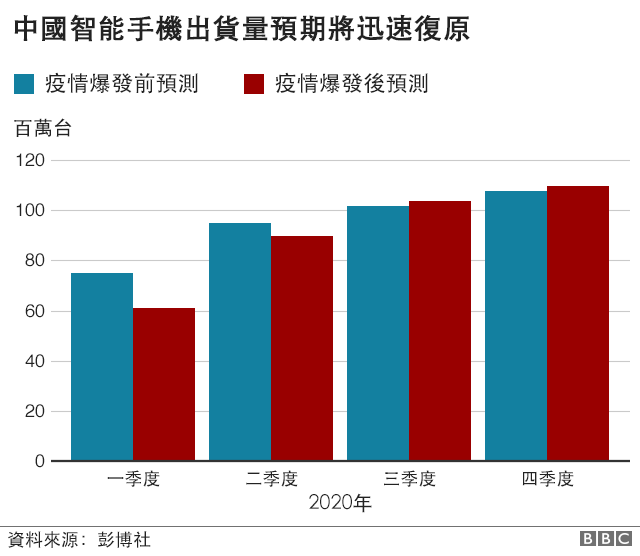 中國智能手機出貨量預期將迅速復原
疫情爆發前預測 疫情爆發後預測
百萬台
120
100
80
60
40
20
0
一季度 二季度 三季度 四季度
2020年
資料來源：彭博社 BBC